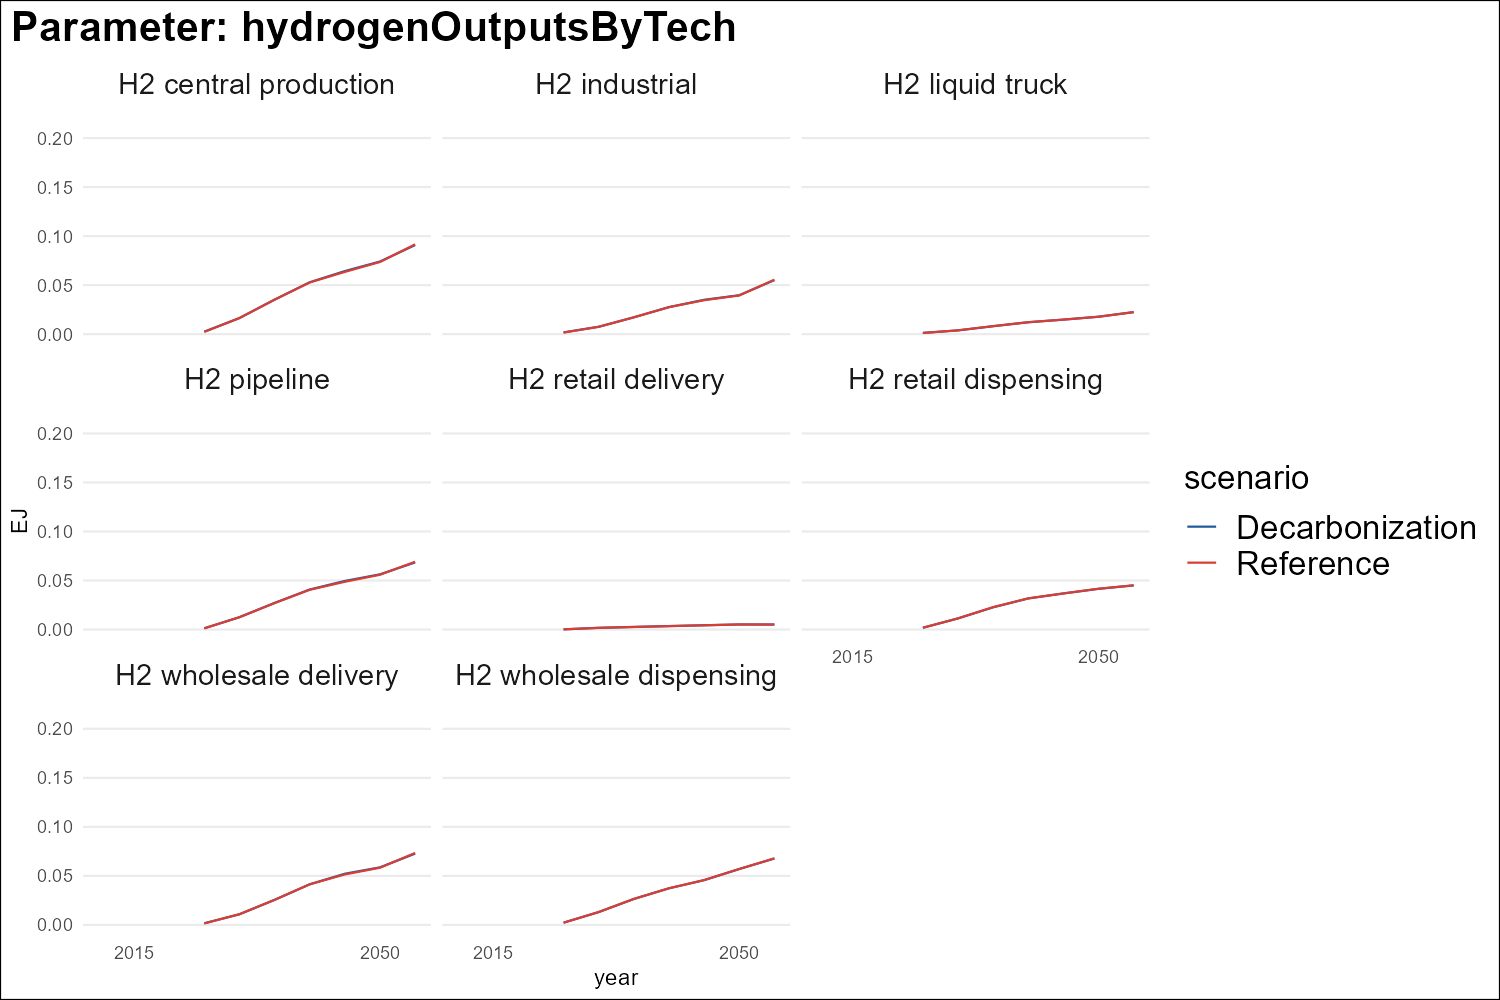 Parameter: hydrogenOutputsByTech
H2 central production
H2 industrial
H2 liquid truck
0.20
0.15
0.10
0.05
0.00
H2 pipeline
H2 retail delivery
H2 retail dispensing
0.20
0.15
0.10
0.05
0.00
2015
2050
H2 wholesale delivery
H2 wholesale dispensing
0.20
0.15
0.10
0.05
0.00
2015
2050
2015
2050
year
EJ
scenario
Decarbonization
Reference